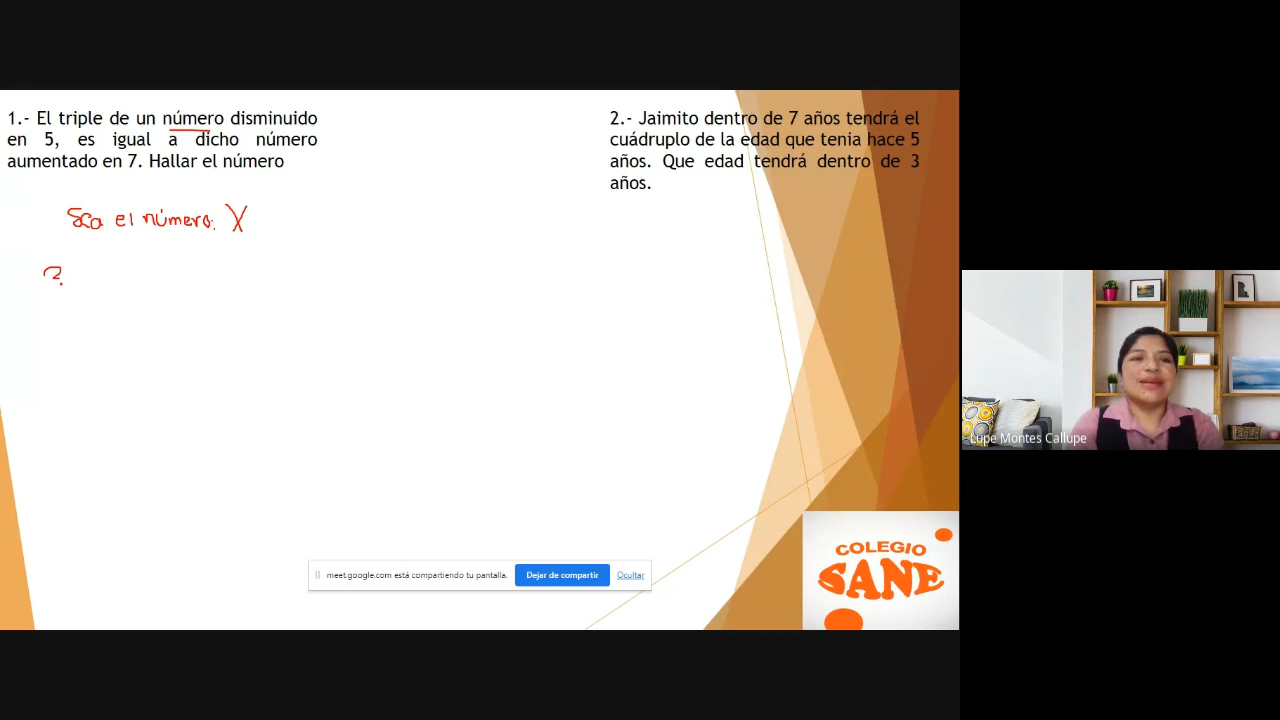 1.- El triple de un número disminuido
en 5, es igual a dicho número
aumentado en 7. Hallar el número
Sea el número: X
2.- Jaimito dentro de 7 años tendrá el
cuádruplo de la edad que tenia hace 5
años. Que edad tendrá dentro de 3
años.
meet.google.com está compartiendo tu pantalla.
Dejar de compartir
Ocultar
COLEGIO
SANE
Lupe Montes Callupe